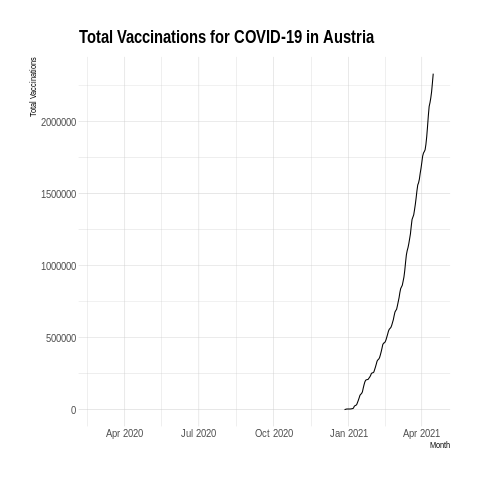 Total Vaccinations for COVID-19 in Austria
Total Vaccinations
2000000
1500000
1000000
500000
0
Apr 2020 Jul 2020 Oct 2020 Jan 2021 Apr 2021
Month